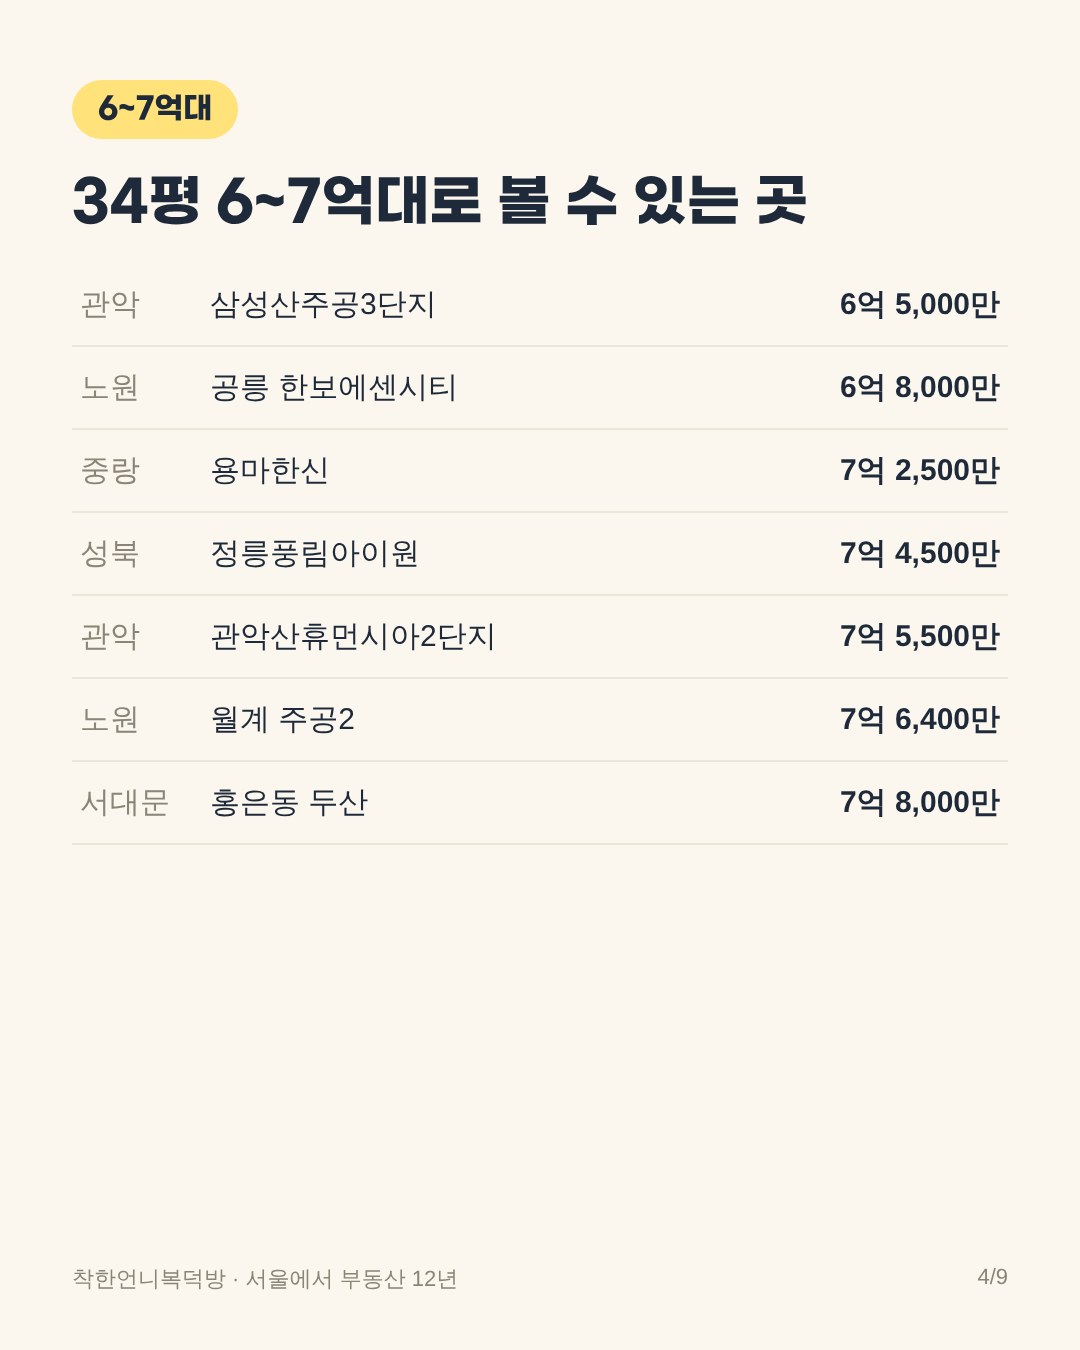 6~7억대
34평 6~7억대로 볼 수 있는 곳
관악 삼성산주공3단지 6억 5,000만
노원 공릉 한보에센시티 6억 8,000만
중랑 용마한신 7억 2,500만
성북 정릉풍림아이원 7억 4,500만
관악 관악산휴먼시아2단지 7억 5,500만
노원 월계 주공2 7억 6,400만
서대문 홍은동 두산 7억 8,000만
착한언니복덕방 · 서울에서 부동산 12년 4/9